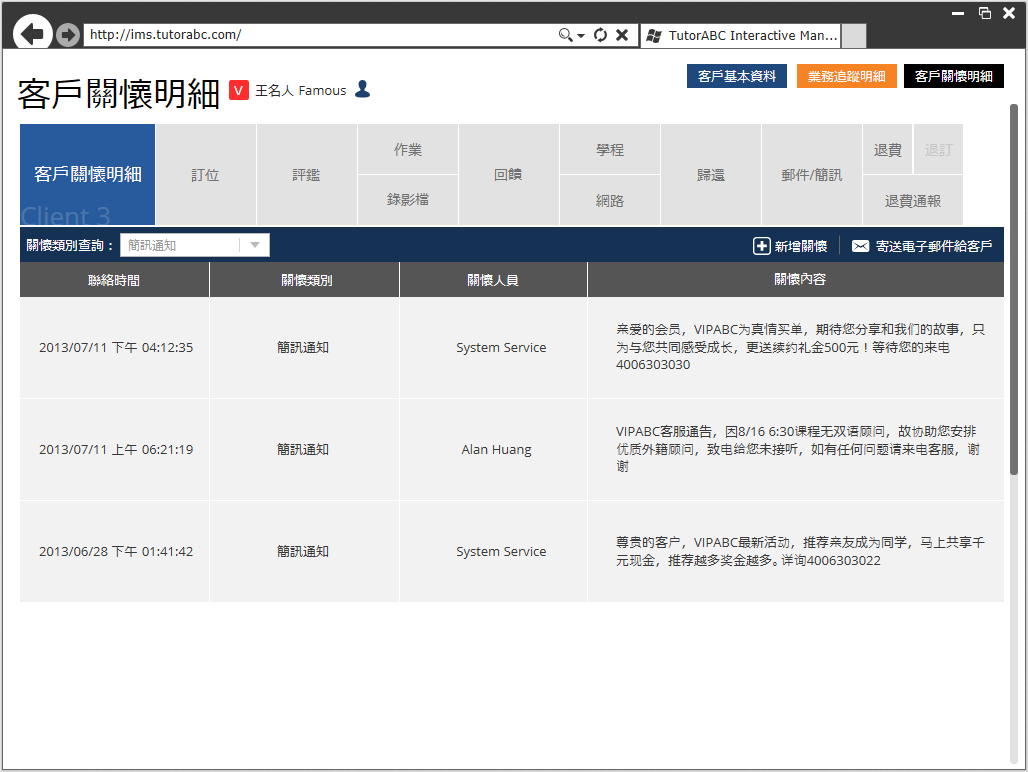 http://ims.tutorabc.com/
TutorABC Interactive Man...
客戶關懷明細
V
王名人 Famous
客戶基本資料
業務追蹤明細
客戶關懷明細
客戶關懷明細
Client 3
訂位
評鑑
作業
錄影檔
回饋
學程
網路
歸還
郵件/簡訊
退費
退訂
退費通報
關懷類別查詢：
簡訊通知
新增關懷
寄送電子郵件給客戶
聯絡時間
關懷類別
關懷人員
關懷內容
2013/07/11 下午 04:12:35
簡訊通知
System Service
亲爱的会员，VIPABC为真情买单，期待您分享和我们的故事，只
为与您共同感受成长，更送续约礼金500元！等待您的来电
4006303030
2013/07/11 上午 06:21:19
簡訊通知
Alan Huang
VIPABC客服通告，因8/16 6:30课程无双语顾问，故协助您安排
优质外籍顾问，致电给您未接听，如有任何问题请来电客服，谢
谢
2013/06/28 下午 01:41:42
簡訊通知
System Service
尊贵的客户，VIPABC最新活动，推荐亲友成为同学，马上共享千
元现金，推荐越多奖金越多。详询4006303022